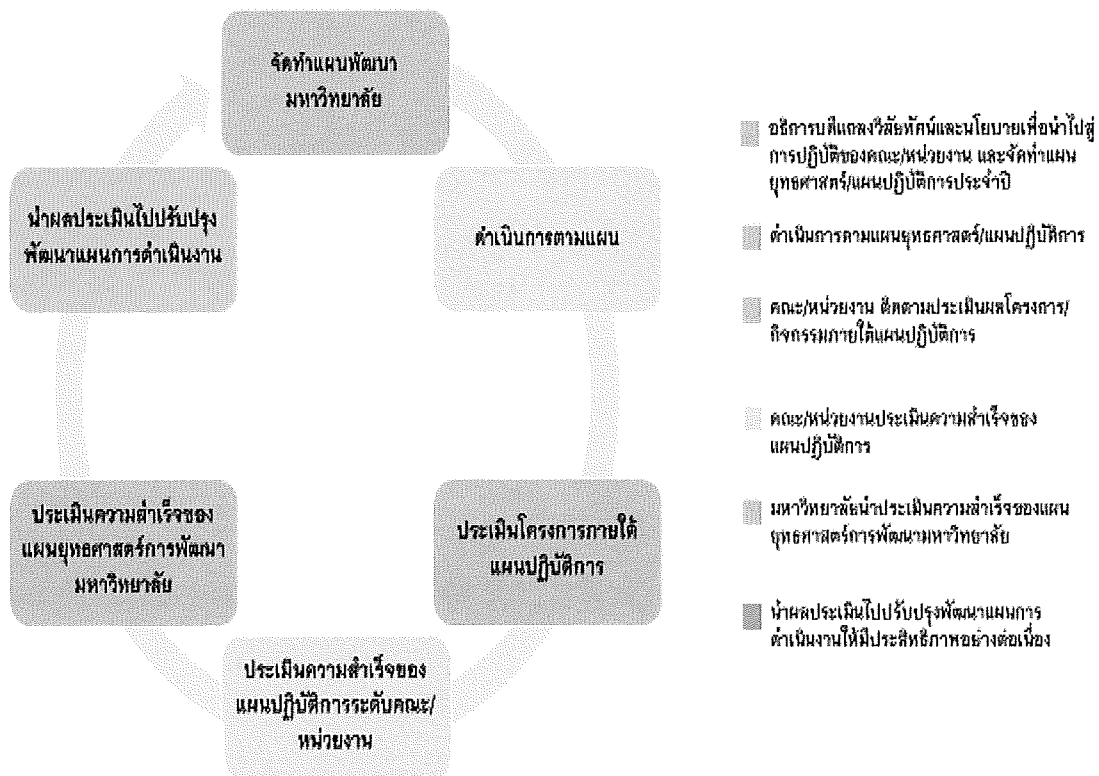 จัดทำแผนพัฒนา
มหาวิทยาลัย
ดำเนินการตามแผน
ประเมินโครงการภายใต้
แผนปฏิบัติการ
ประเมินความสำเร็จของ
แผนปฏิบัติการระดับคณะ/
หน่วยงาน
ประเมินความสำเร็จของ
แผนยุทธศาสตร์การพัฒนา
มหาวิทยาลัย
นำผลประเมินไปปรับปรุง
พัฒนาแผนการดำเนินงาน
อธิการบดีแถลงวิสัยทัศน์และนโยบายเพื่อนำไปสู่
การปฏิบัติของคณะ/หน่วยงาน และจัดทำแผน
ยุทธศาสตร์/แผนปฏิบัติการประจำปี
ดำเนินการตามแผนยุทธศาสตร์/แผนปฏิบัติการ
คณะ/หน่วยงาน ติดตามประเมินผลโครงการ/
กิจกรรมภายใต้แผนปฏิบัติการ
คณะ/หน่วยงานประเมินความสำเร็จของ
แผนปฏิบัติการ
มหาวิทยาลัยนำประเมินความสำเร็จของแผน
ยุทธศาสตร์การพัฒนามหาวิทยาลัย
นำผลประเมินไปปรับปรุงพัฒนาแผนการ
ดำเนินงานให้มีประสิทธิภาพอย่างต่อเนื่อง